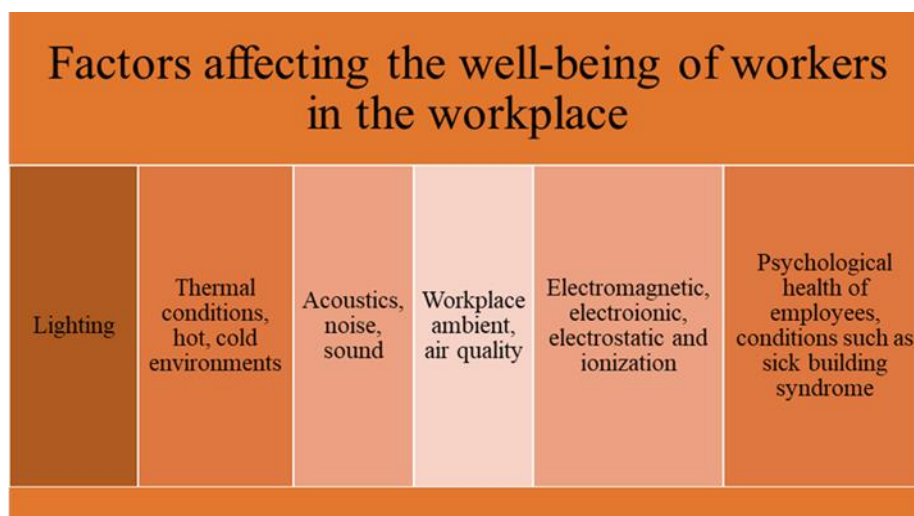 Factors affecting the well-being of workers
in the workplace
Lighting
Thermal
conditions,
hot, cold
environments
Acoustics,
noise,
sound
Workplace
ambient,
air quality
Electromagnetic,
electroionic,
electrostatic and
ionization
Psychological
health of
employees,
conditions such as
sick building
syndrome